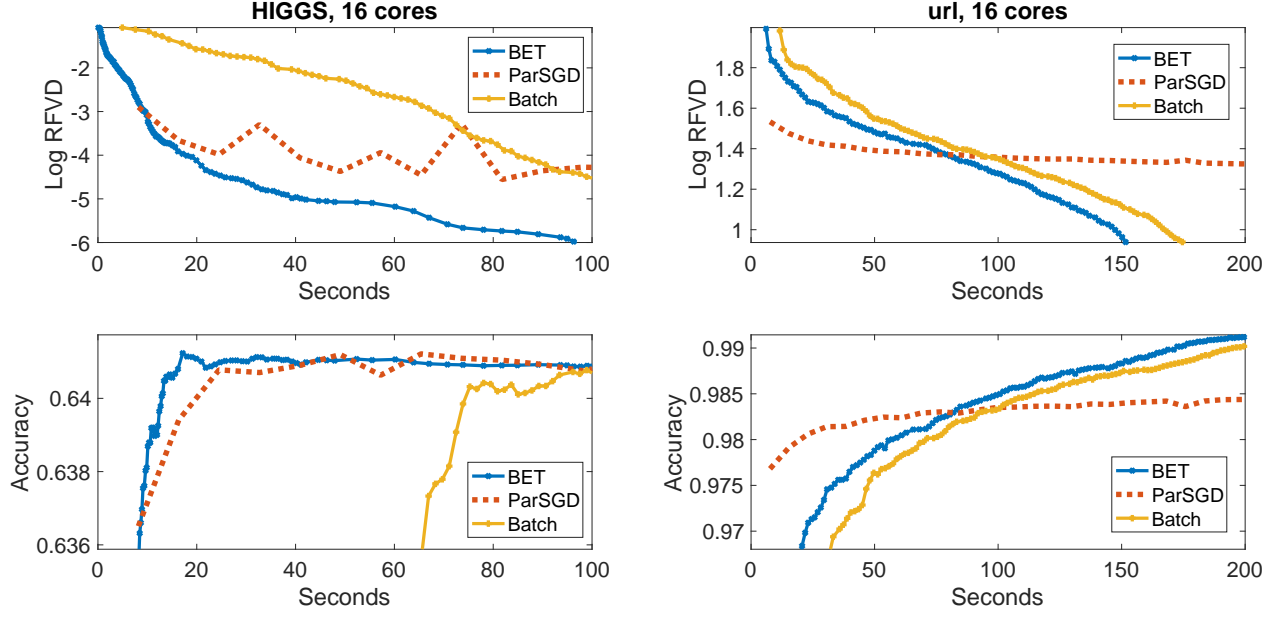 HIGGS, 16 cores
Log RFVD
-2
-3
-4
-5
-6
BET
ParSGD
Batch
0 20 40 60 80 100
Seconds
url, 16 cores
Log RFVD
1.8
1.6
1.4
1.2
1
BET
ParSGD
Batch
0 50 100 150 200
Seconds
Accuracy
0.64
0.638
0.636
BET
ParSGD
Batch
0 20 40 60 80 100
Seconds
Accuracy
0.99
0.985
0.98
0.975
0.97
BET
ParSGD
Batch
0 50 100 150 200
Seconds